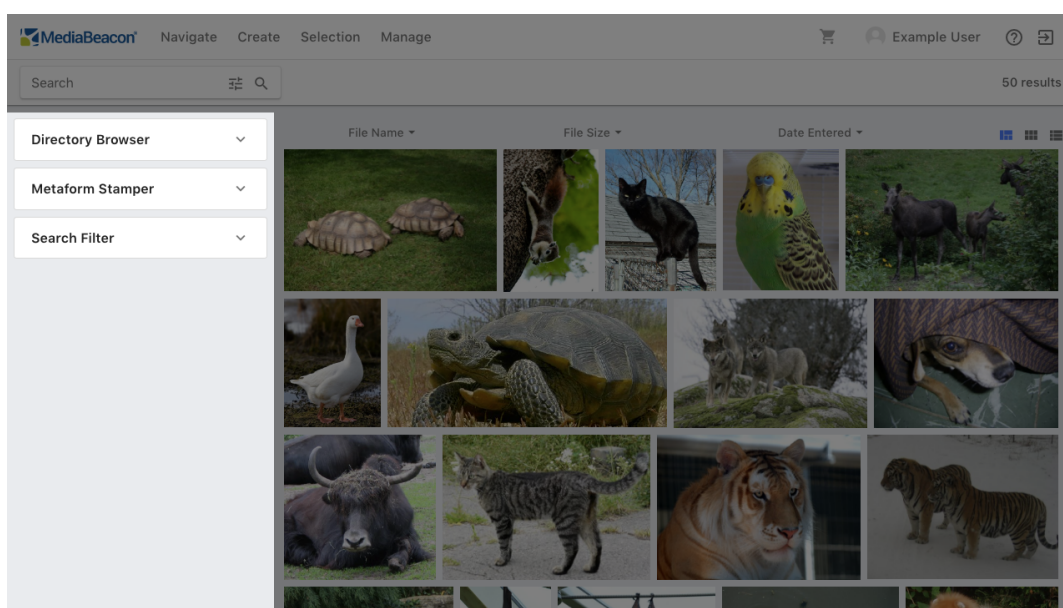 MediaBeacon®
Navigate
Create
Selection
Manage
Example User
Search
50 results
Directory Browser
Metaform Stamper
Search Filter
File Name
File Size
Date Entered